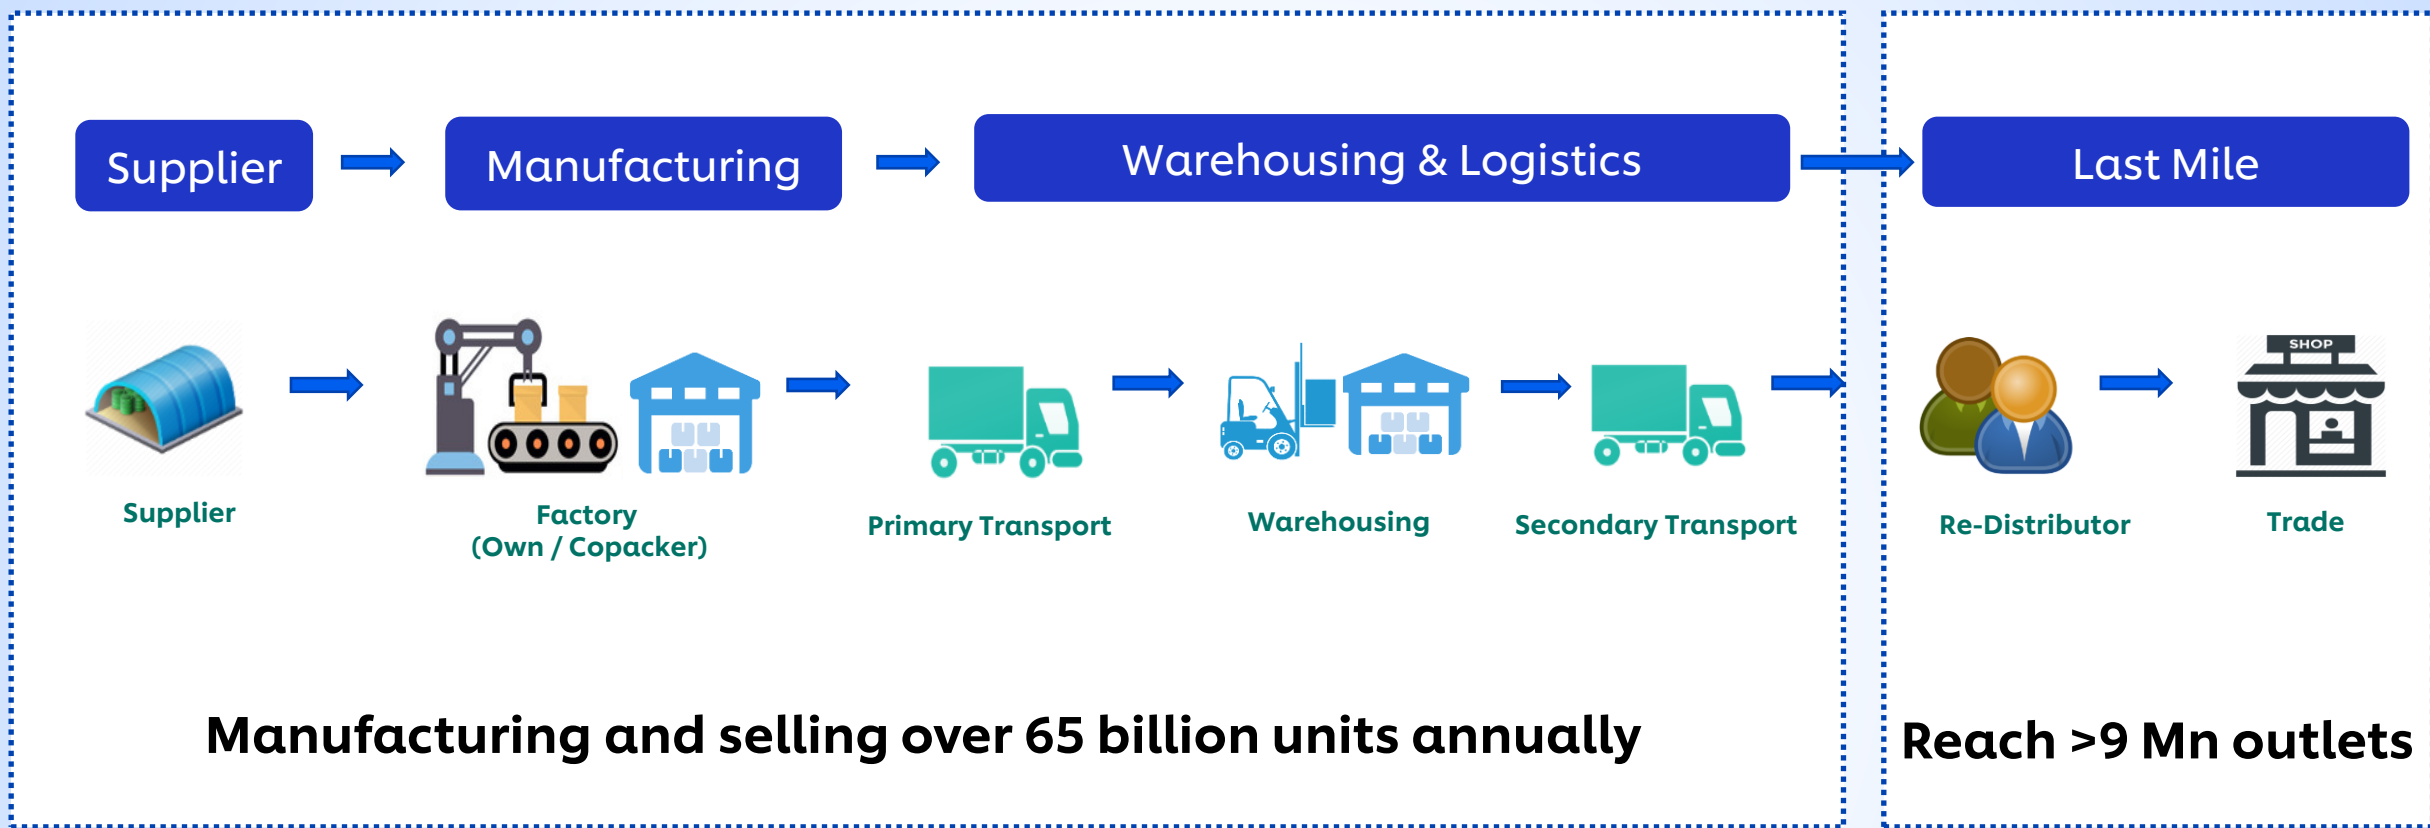 Supplier
Manufacturing
Warehousing & Logistics
Last Mile
SHOP
Supplier
Factory
(Own / Copacker)
Primary Transport
Warehousing
Secondary Transport
Re-Distributor
Trade
Manufacturing and selling over 65 billion units annually
Reach >9 Mn outlets